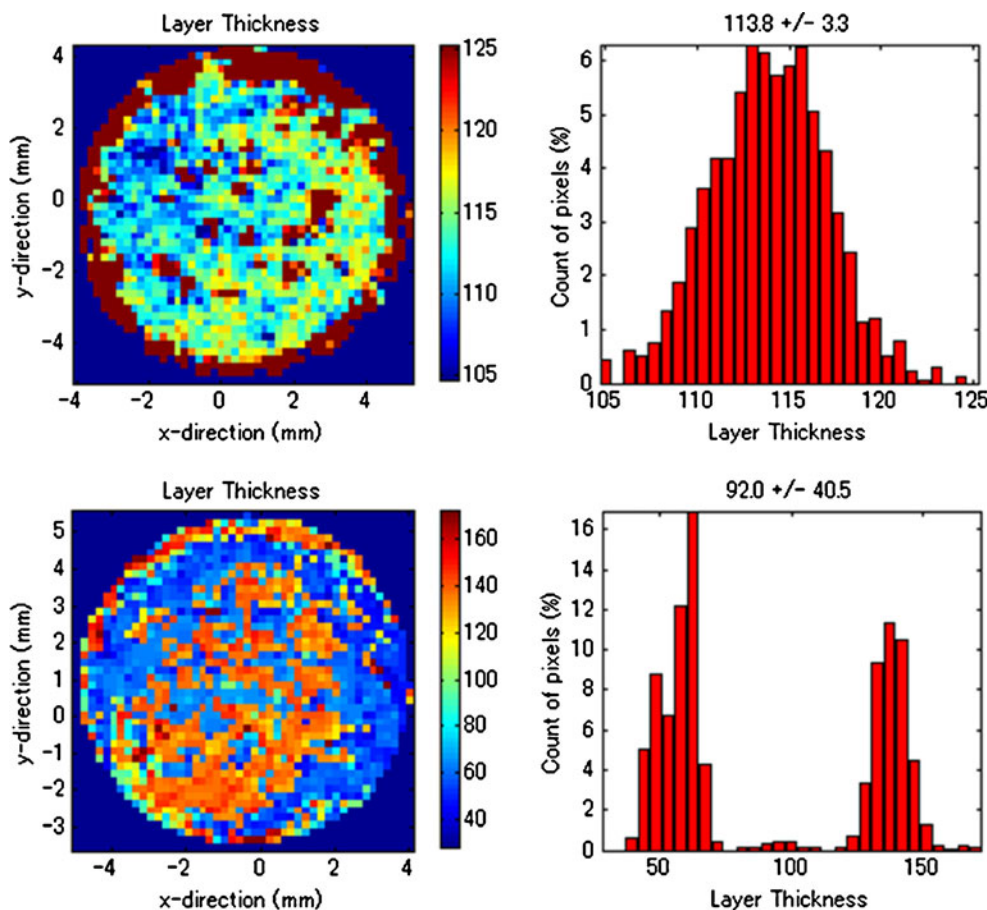 Layer Thickness
4
2
0
-2
-4
y-direction (mm)
-4 -2 0 2 4
x-direction (mm)
125
120
115
110
105
113.8 +/- 3.3
6
5
4
3
2
1
0
Count of pixels (%)
105 110 115 120 125
Layer Thickness
Layer Thickness
5
4
3
2
1
0
-1
-2
-3
y-direction (mm)
-4 -2 0 2 4
x-direction (mm)
160
140
120
100
80
60
40
92.0 +/- 40.5
16
14
12
10
8
6
4
2
0
Count of pixels (%)
50 100 150
Layer Thickness